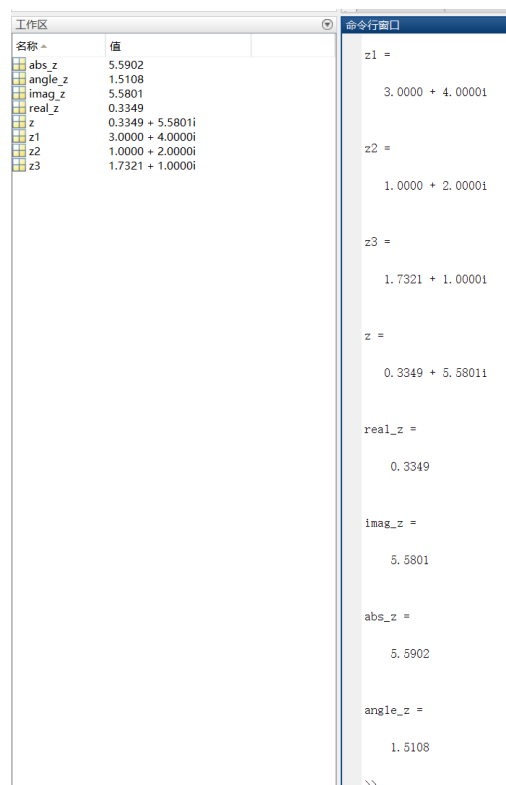 工作区
名称 值
abs_z 5.5902
angle_z 1.5108
imag_z 5.5801
real_z 0.3349
z 0.3349 + 5.5801i
z1 3.0000 + 4.0000i
z2 1.0000 + 2.0000i
z3 1.7321 + 1.0000i
命令行窗口
z1 =
3.0000 + 4.0000i
z2 =
1.0000 + 2.0000i
z3 =
1.7321 + 1.0000i
z =
0.3349 + 5.5801i
real_z =
0.3349
imag_z =
5.5801
abs_z =
5.5902
angle_z =
1.5108
>>